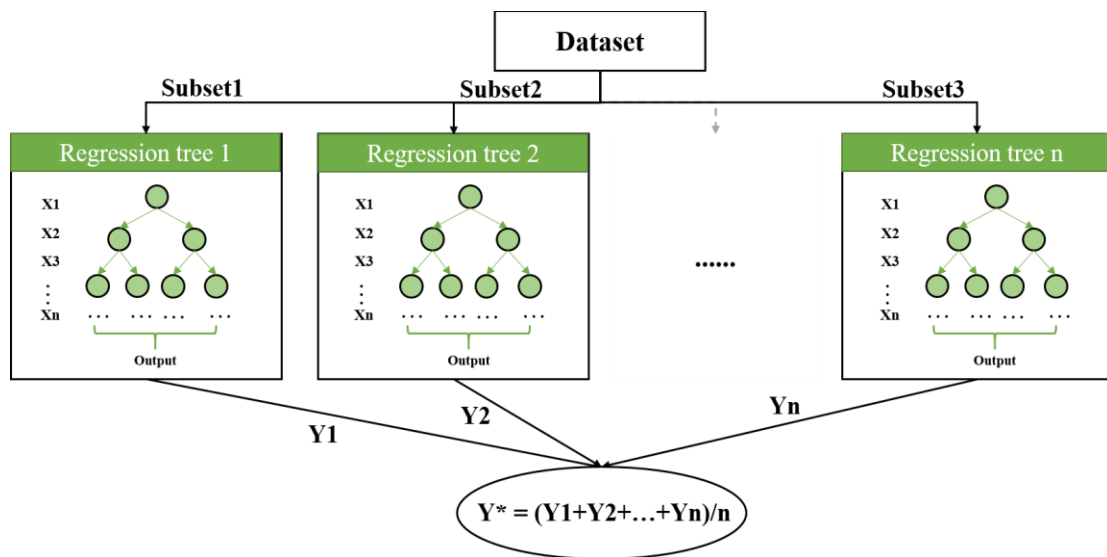 Dataset
Subset1
Subset2
Subset3
Regression tree 1
X1
X2
X3
⋮
Xn
... ... ... ...
Output
Regression tree 2
X1
X2
X3
⋮
Xn
... ... ... ...
Output
......
Regression tree n
X1
X2
X3
⋮
Xn
... ... ... ...
Output
Y1
Y2
Yn
Y* = (Y1+Y2+...+Yn)/n